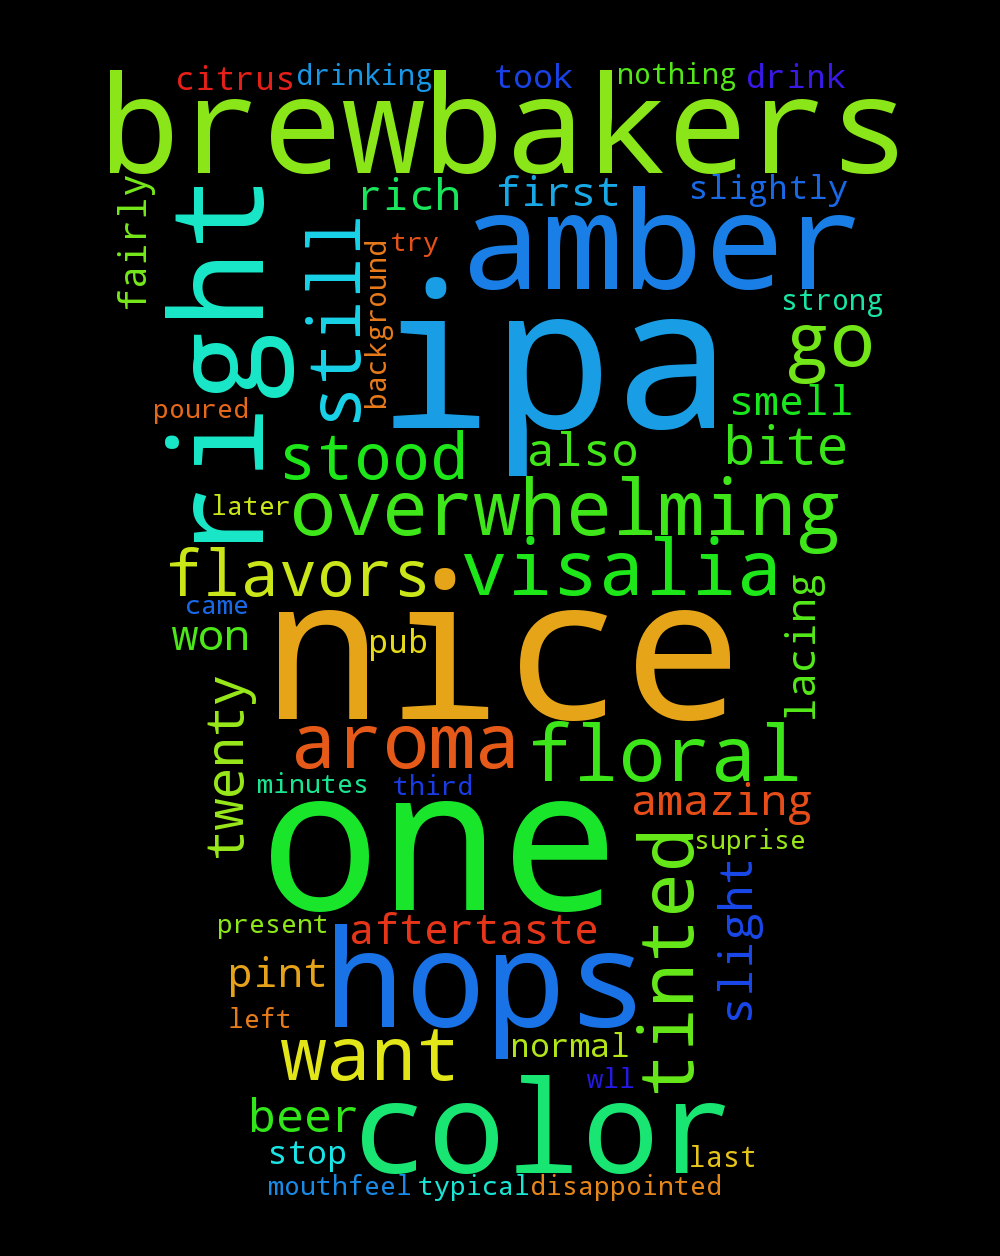 citrus drinking took nothing drink
brewbakers
fairly right still rich first slightly
try background amber
ipa strong
go
poured smell
stood also bite
later overwhelming
flavors visalia
came lacing
won pub nice
twenty aroma floral
minutes third amazing
one tinted suprise
slight
present aftertaste
pint hops
left
want normal
wll
beer color
stop last
mouthfeel typical disappointed